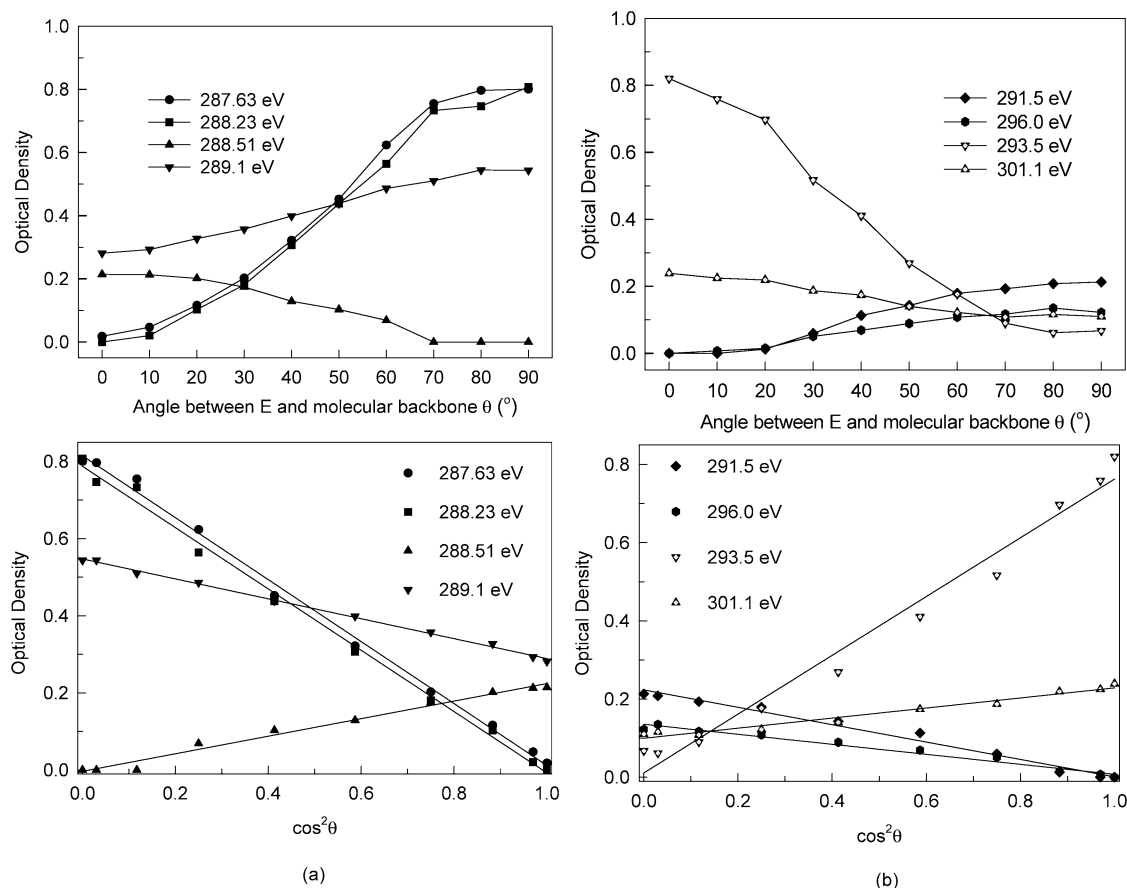 1.0
0.8
0.6
0.4
0.2
0.0
Optical Density
287.63 eV
288.23 eV
288.51 eV
289.1 eV
0 10 20 30 40 50 60 70 80 90
Angle between E and molecular backbone θ (°)
1.0
0.8
0.6
0.4
0.2
0.0
Optical Density
291.5 eV
296.0 eV
293.5 eV
301.1 eV
0 10 20 30 40 50 60 70 80 90
Angle between E and molecular backbone θ (°)
0.8
0.6
0.4
0.2
0.0
Optical Density
287.63 eV
288.23 eV
288.51 eV
289.1 eV
0.0 0.2 0.4 0.6 0.8 1.0
cos²θ
(a)
0.8
0.6
0.4
0.2
0.0
Optical Density
291.5 eV
296.0 eV
293.5 eV
301.1 eV
0.0 0.2 0.4 0.6 0.8 1.0
cos²θ
(b)